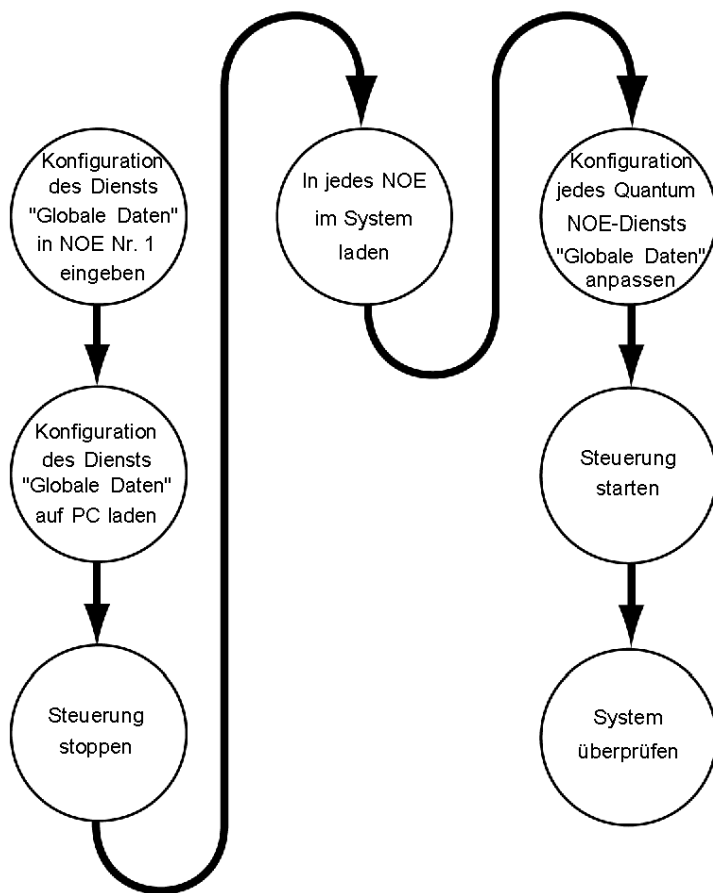 Konfiguration
des Diensts
"Globale Daten"
in NOE Nr. 1
eingeben
Konfiguration
des Diensts
"Globale Daten"
auf PC laden
Steuerung
stoppen
In jedes NOE
im System
laden
Konfiguration
jedes Quantum
NOE-Diensts
"Globale Daten"
anpassen
Steuerung
starten
System
überprüfen